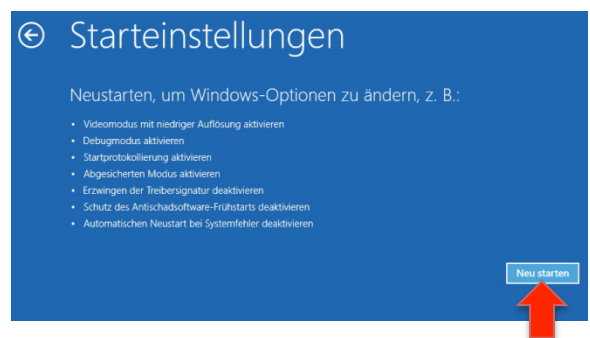 Starteinstellungen
Neustarten, um Windows-Optionen zu ändern, z. B.:
• Videomodus mit niedriger Auflösung aktivieren
• Debugmodus aktivieren
• Startprotokollierung aktivieren
• Abgesicherten Modus aktivieren
• Erzwingen der Treibersignatur deaktivieren
• Schutz des Antischadsoftware-Frühstarts deaktivieren
• Automatischen Neustart bei Systemfehler deaktivieren
Neu starten